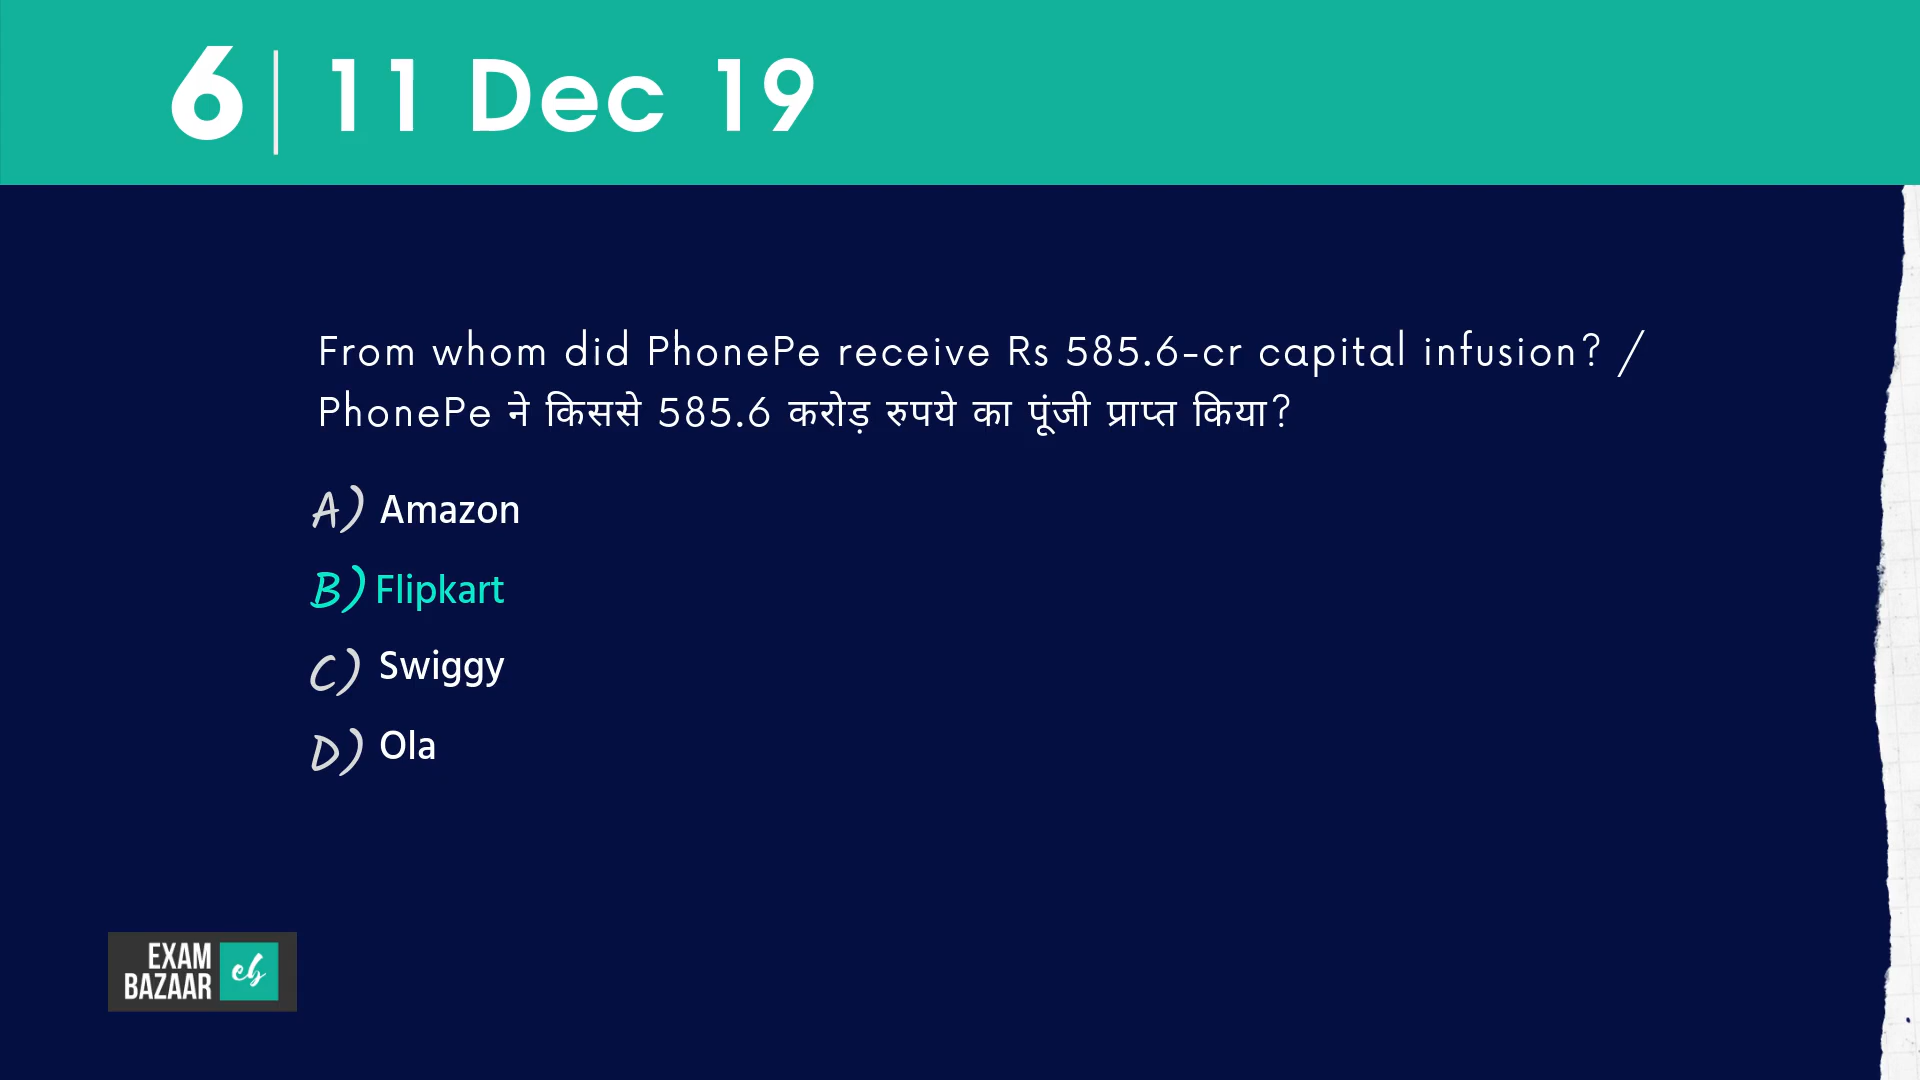 6 | 11 Dec 19
From whom did PhonePe receive Rs 585.6-cr capital infusion? /
PhonePe ने किससे 585.6 करोड़ रुपये का पूंजी प्राप्त किया?
A) Amazon
B) Flipkart
C) Swiggy
D) Ola
EXAM
BAZAAR
eb